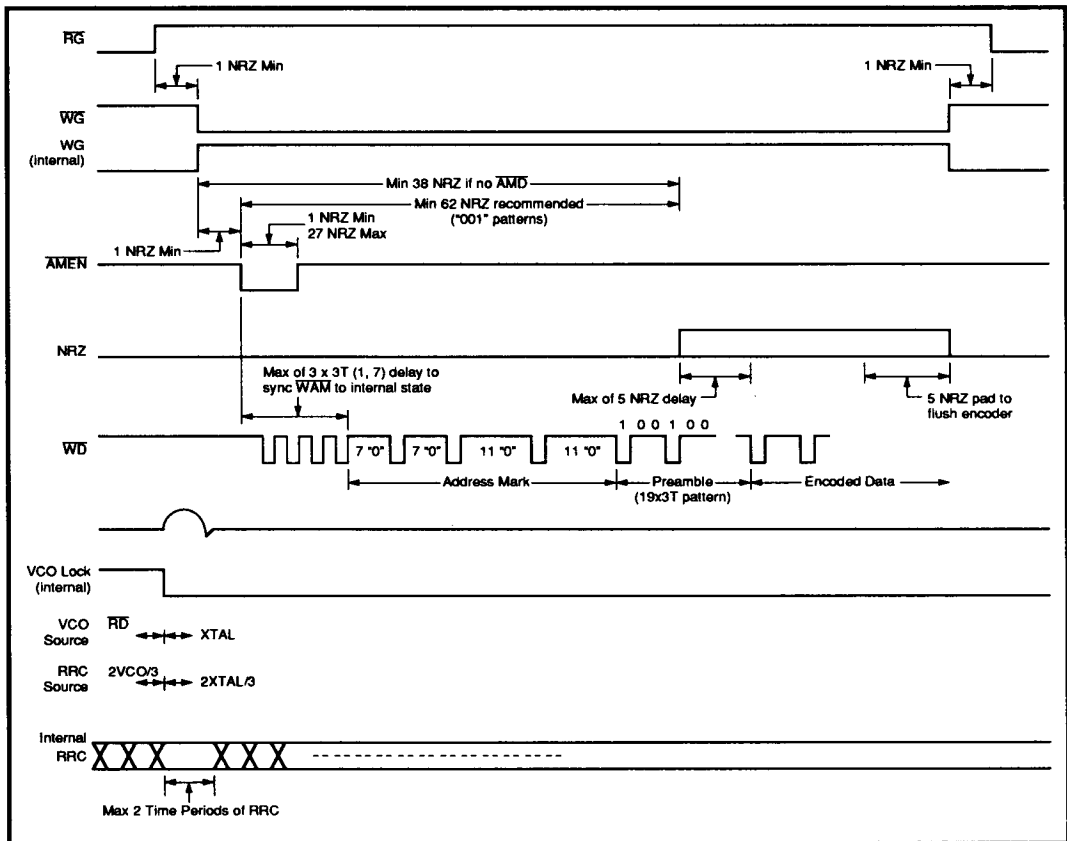 RG
1 NRZ Min
1 NRZ Min
WG
WG
(internal)
Min 38 NRZ if no AMD
Min 62 NRZ recommended
("001" patterns)
1 NRZ Min
27 NRZ Max
1 NRZ Min
AMEN
NRZ
Max of 3 x 3T (1, 7) delay to
sync WAM to internal state
Max of 5 NRZ delay
5 NRZ pad to
flush encoder
1 0 0 1 0 0
WD
7 "0"
7 "0"
11 "0"
11 "0"
Address Mark
Preamble
(19x3T pattern)
Encoded Data
VCO Lock
(internal)
VCO
Source
RD
XTAL
RRC
Source
2VCO/3
2XTAL/3
Internal
RRC
Max 2 Time Periods of RRC